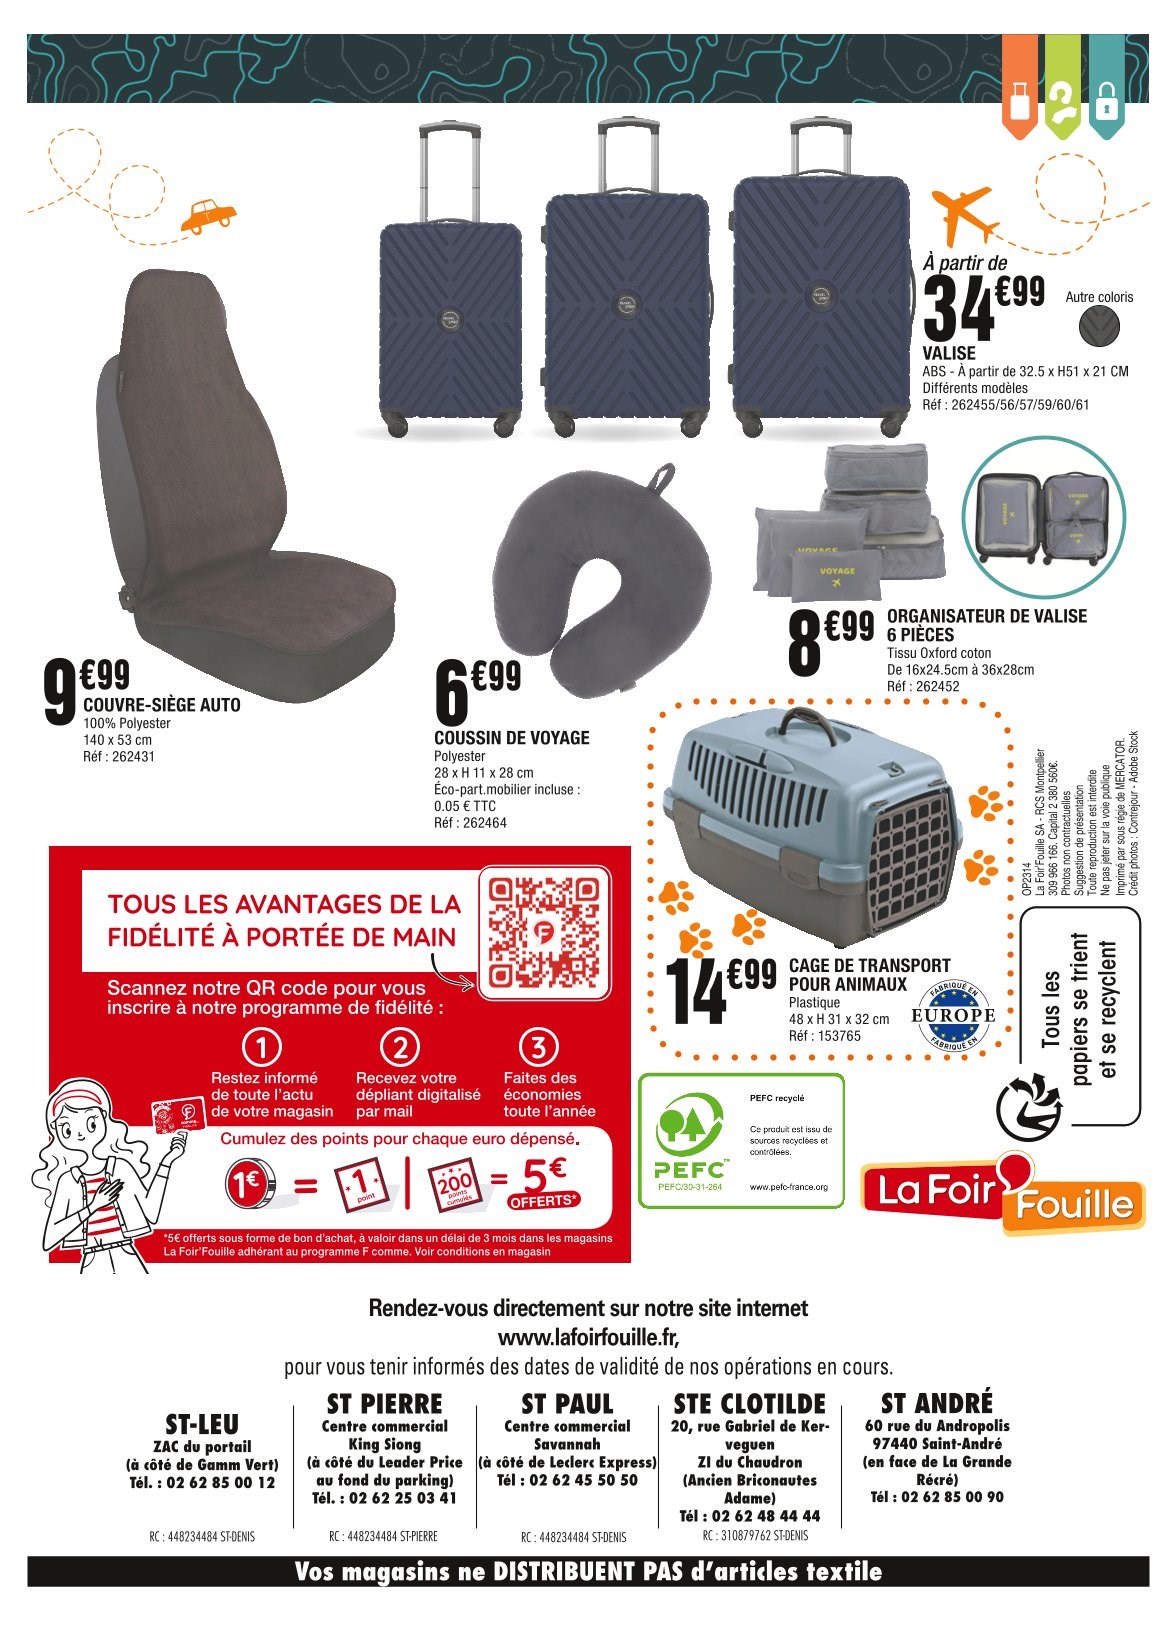 À partir de
34€99
Autre coloris
VALISE
ABS - À partir de 32.5 x H51 x 21 CM
Différents modèles
Réf : 262455/56/57/59/60/61
VOYAGE
VOYAGE
VOYAGE
VOYAGE
VOYAGE
8€99
ORGANISATEUR DE VALISE
6 PIÈCES
Tissu Oxford coton
De 16x24.5cm à 36x28cm
Réf : 262452
9€99
COUVRE-SIÈGE AUTO
100% Polyester
140 x 53 cm
Réf : 262431
6€99
COUSSIN DE VOYAGE
Polyester
28 x H 11 x 28 cm
Éco-part.mobilier incluse :
0.05 € TTC
Réf : 262464
14€99
CAGE DE TRANSPORT
POUR ANIMAUX
Plastique
48 x H 31 x 32 cm
Réf : 153765
FABRIQUÉ EN
EUROPE
FABRIQUÉ EN
OP2314
La Foir'Fouille SA - RCS Montpellier
309 966 166. Capital 2 380 560€.
Photos non contractuelles
Suggestion de présentation
Toute reproduction est interdite
Ne pas jeter sur la voie publique
Imprimé par sous régie de MERCATOR.
Crédit photos : Contrejour - Adobe Stock
Tous les
papiers se trient
et se recyclent
TOUS LES AVANTAGES DE LA
FIDÉLITÉ À PORTÉE DE MAIN
Scannez notre QR code pour vous
inscrire à notre programme de fidélité :
1
Restez informé
de toute l'actu
de votre magasin
2
Recevez votre
dépliant digitalisé
par mail
3
Faites des
économies
toute l'année
Cumulez des points pour chaque euro dépensé.
1€ = 1 point | 200 points cumulés = 5€ OFFERTS*
*5€ offerts sous forme de bon d'achat, à valoir dans un délai de 3 mois dans les magasins
La Foir'Fouille adhérant au programme F comme. Voir conditions en magasin
PEFC™
PEFC/30-31-264
PEFC recyclé
Ce produit est issu de
sources recyclées et
contrôlées.
www.pefc-france.org
La Foir'Fouille
Rendez-vous directement sur notre site internet
www.lafoirfouille.fr,
pour vous tenir informés des dates de validité de nos opérations en cours.
ST-LEU
ZAC du portail
(à côté de Gamm Vert)
Tél. : 02 62 85 00 12
RC : 448234484 ST-DENIS
ST PIERRE
Centre commercial
King Siong
(à côté du Leader Price
au fond du parking)
Tél. : 02 62 25 03 41
RC : 448234484 ST-PIERRE
ST PAUL
Centre commercial
Savannah
(à côté de Leclerc Express)
Tél : 02 62 45 50 50
RC : 448234484 ST-DENIS
STE CLOTILDE
20, rue Gabriel de Ker-
veguen
ZI du Chaudron
(Ancien Briconautes
Adame)
Tél : 02 62 48 44 44
RC : 310879762 ST-DENIS
ST ANDRÉ
60 rue du Andropolis
97440 Saint-André
(en face de La Grande
Récré)
Tél : 02 62 85 00 90
Vos magasins ne DISTRIBUENT PAS d'articles textile